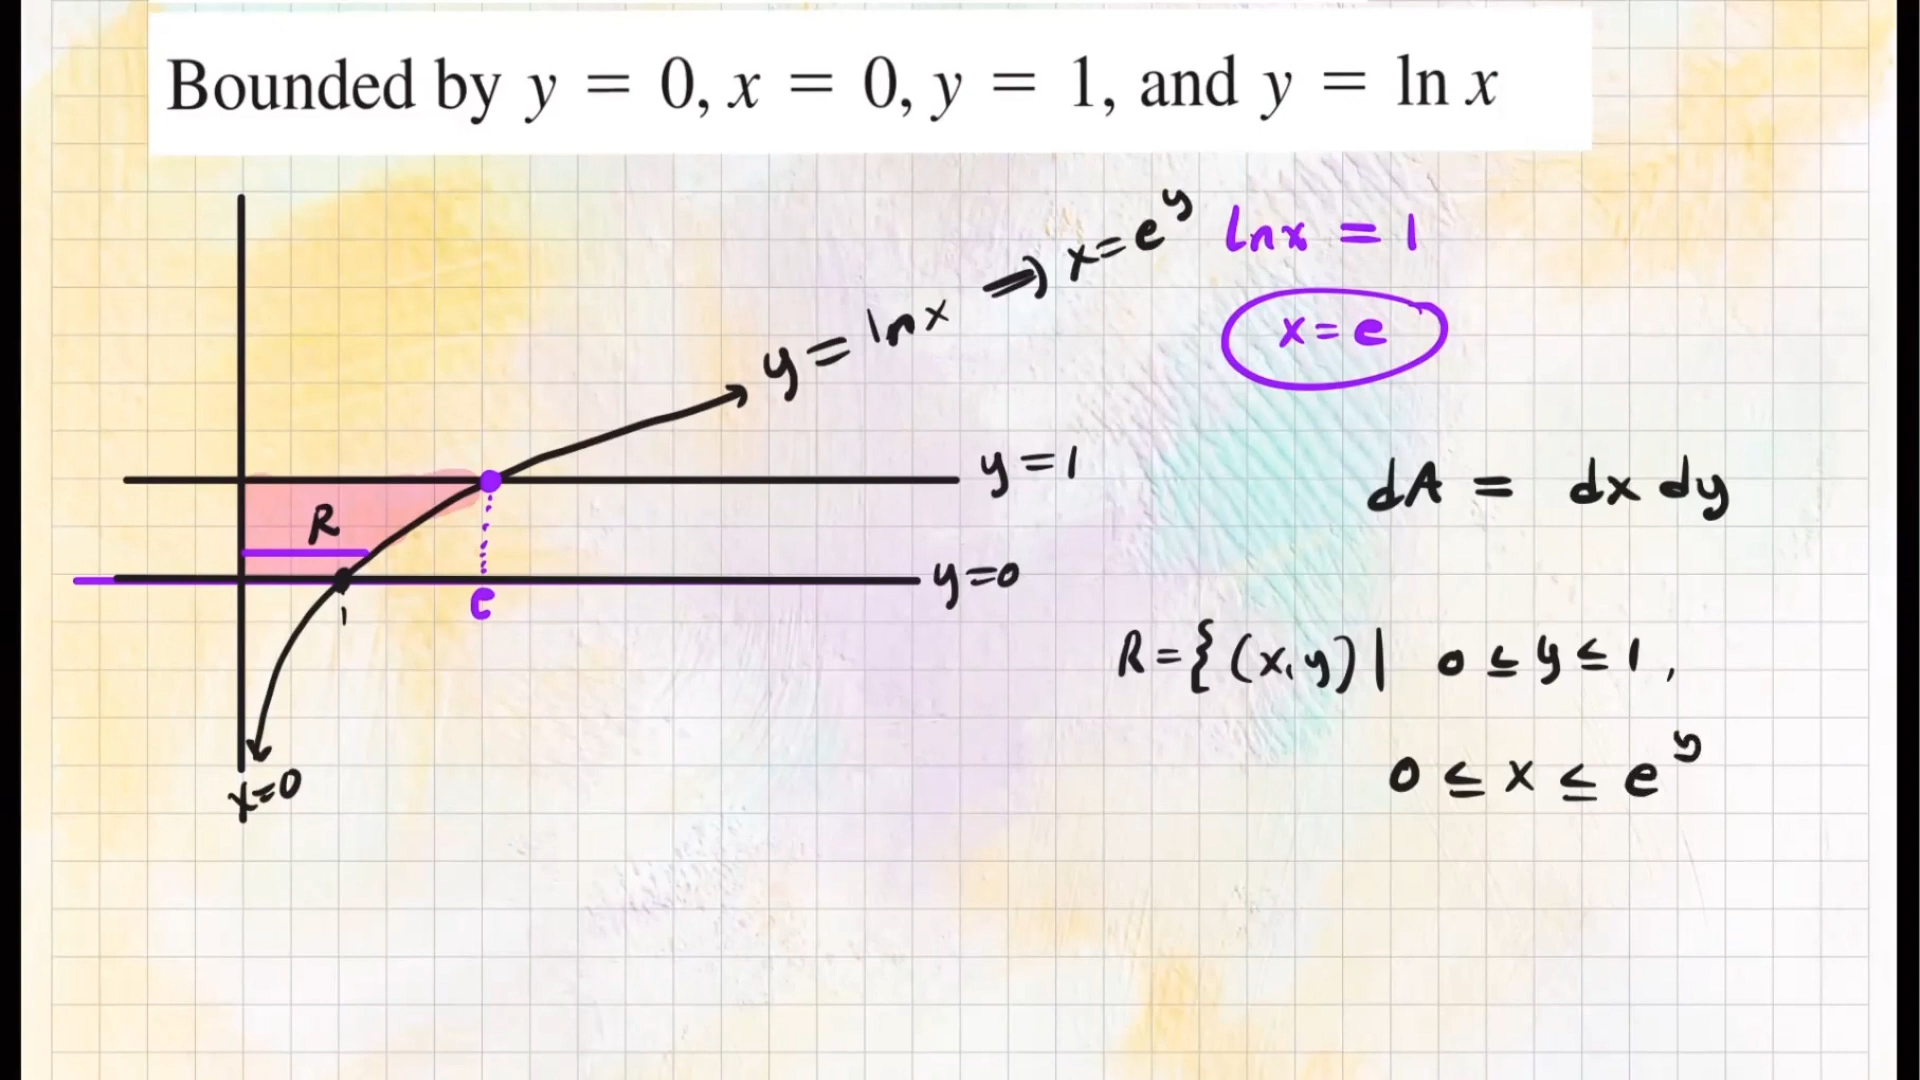 Bounded by y = 0, x = 0, y = 1, and y = ln x
y = ln x ⟹ x = e^y
ln x = 1
x = e
y = 1
dA = dx dy
R
y = 0
1
e
R = { (x, y) | 0 ≤ y ≤ 1 ,
0 ≤ x ≤ e^y
x = 0